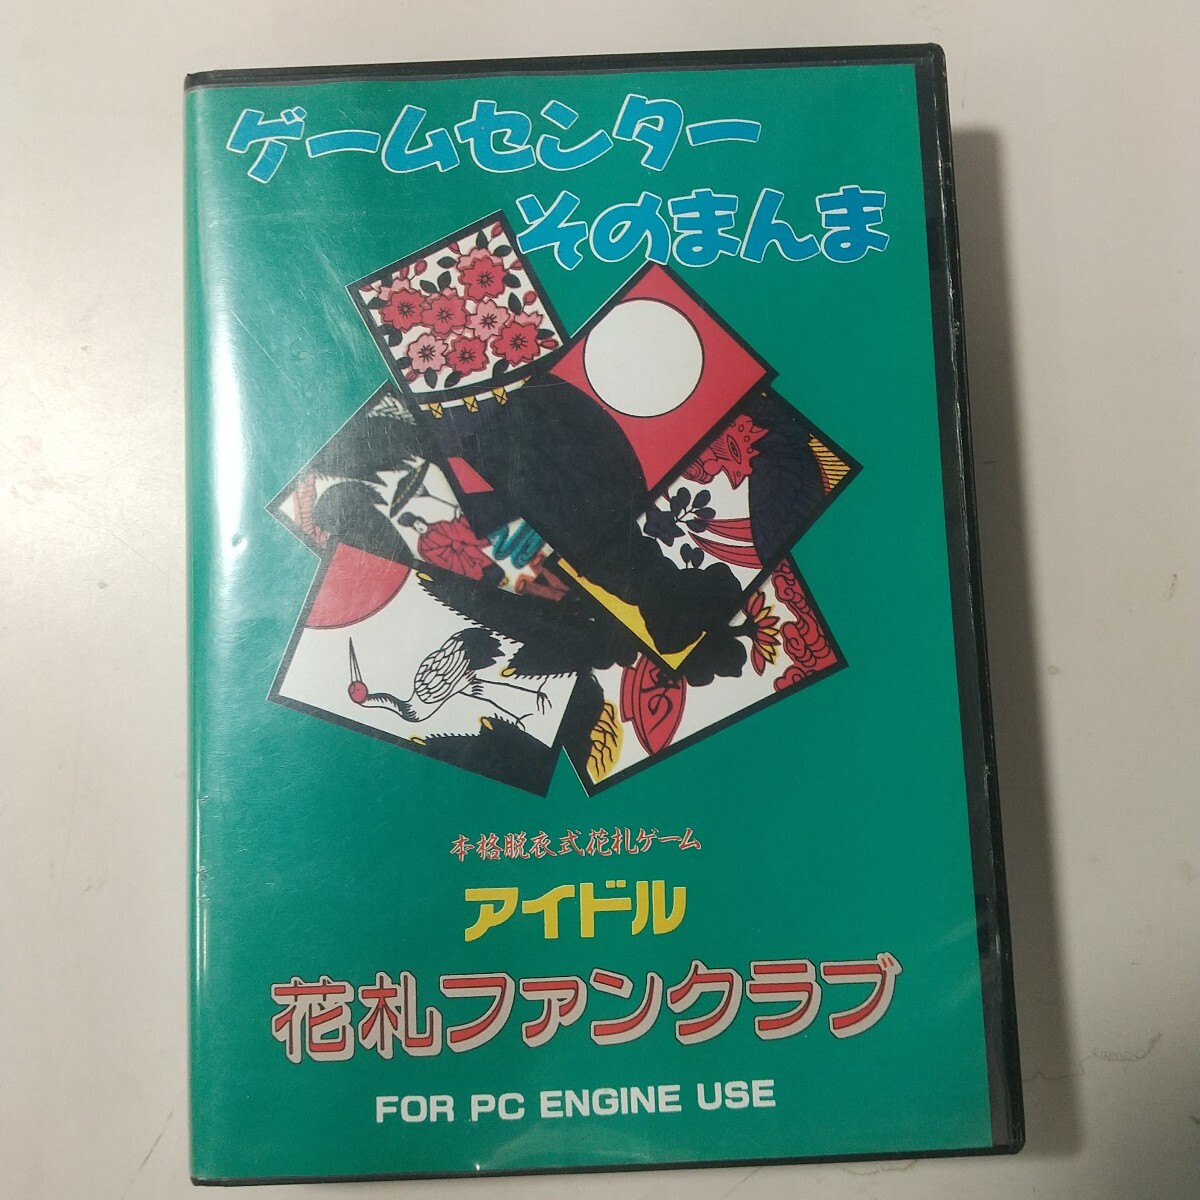 ゲームセンター
そのまんま
本格脱衣式花札ゲーム
アイドル
花札ファンクラブ
FOR PC ENGINE USE